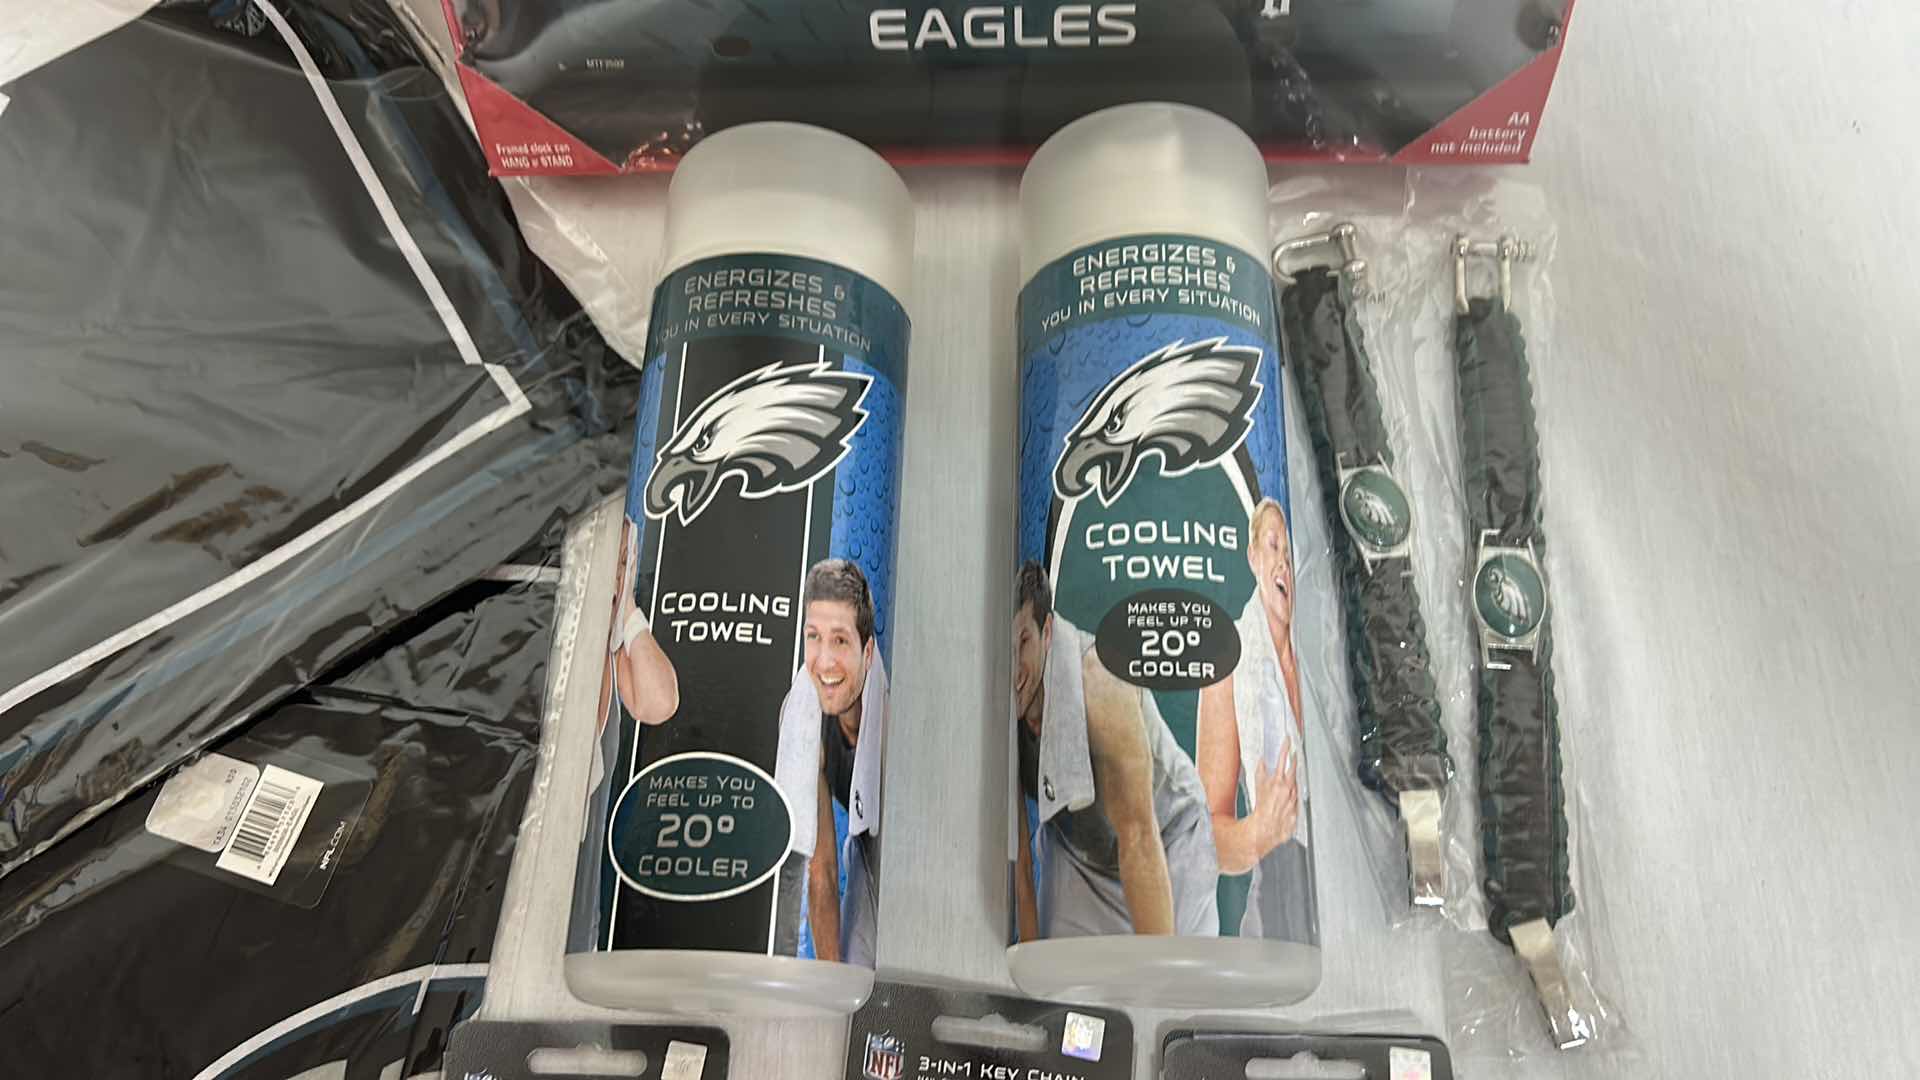 EAGLES
Framed clock can
HANG or STAND
AA
battery
not included
ENERGIZES &
REFRESHES
YOU IN EVERY SITUATION
COOLING
TOWEL
MAKES YOU
FEEL UP TO
20°
COOLER
ENERGIZES &
REFRESHES
YOU IN EVERY SITUATION
COOLING
TOWEL
MAKES YOU
FEEL UP TO
20°
COOLER
NFL.COM
NFL
3-IN-1 KEY CHAIN